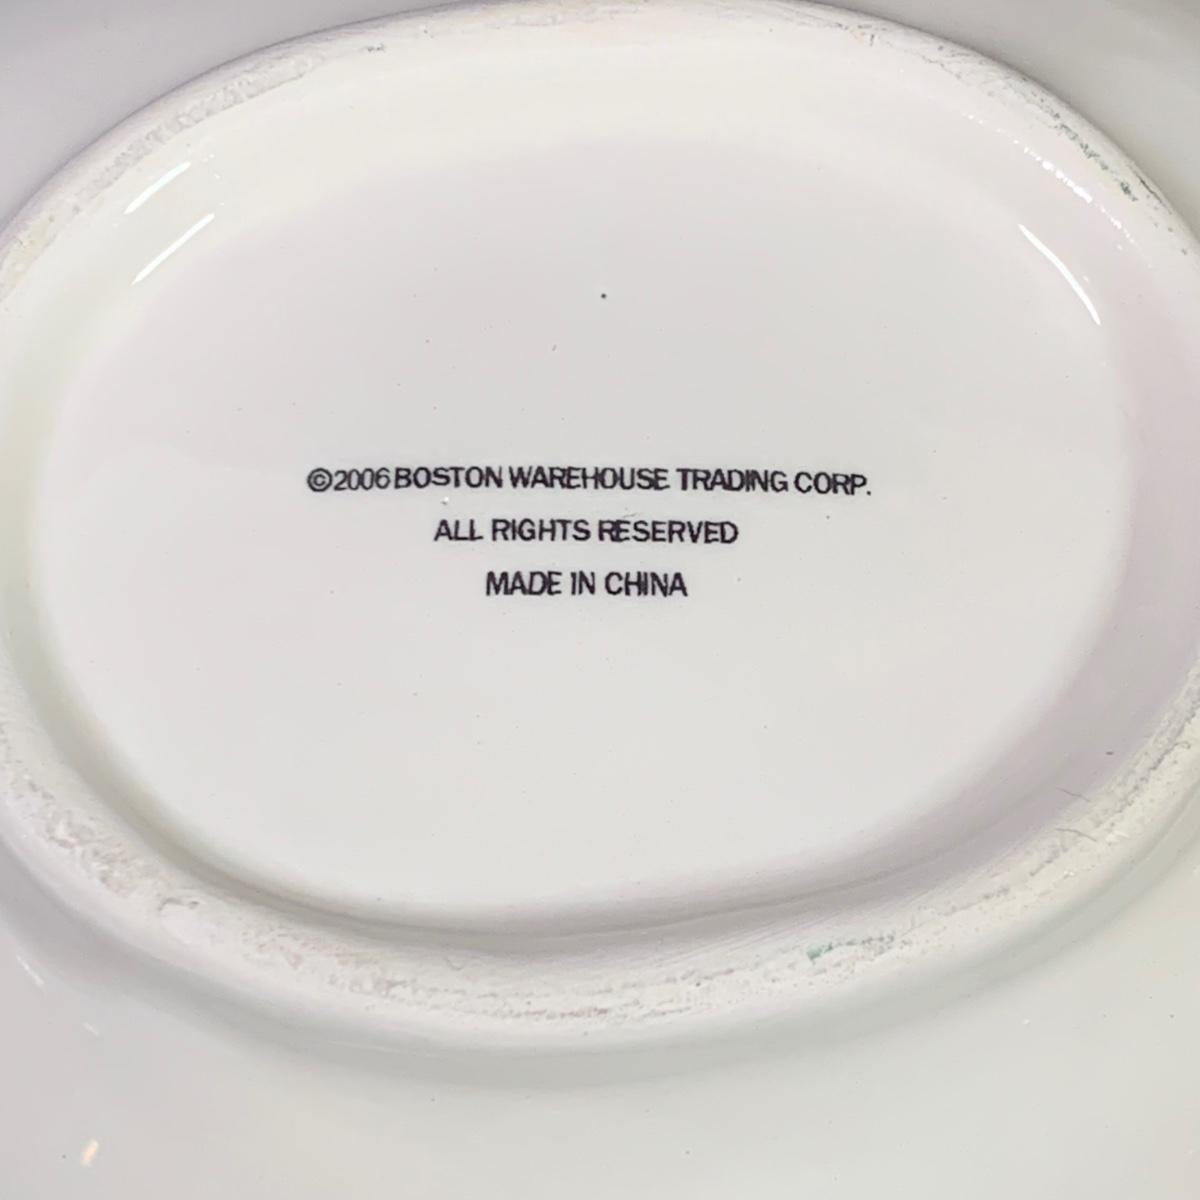 ©2006 BOSTON WAREHOUSE TRADING CORP.
ALL RIGHTS RESERVED
MADE IN CHINA